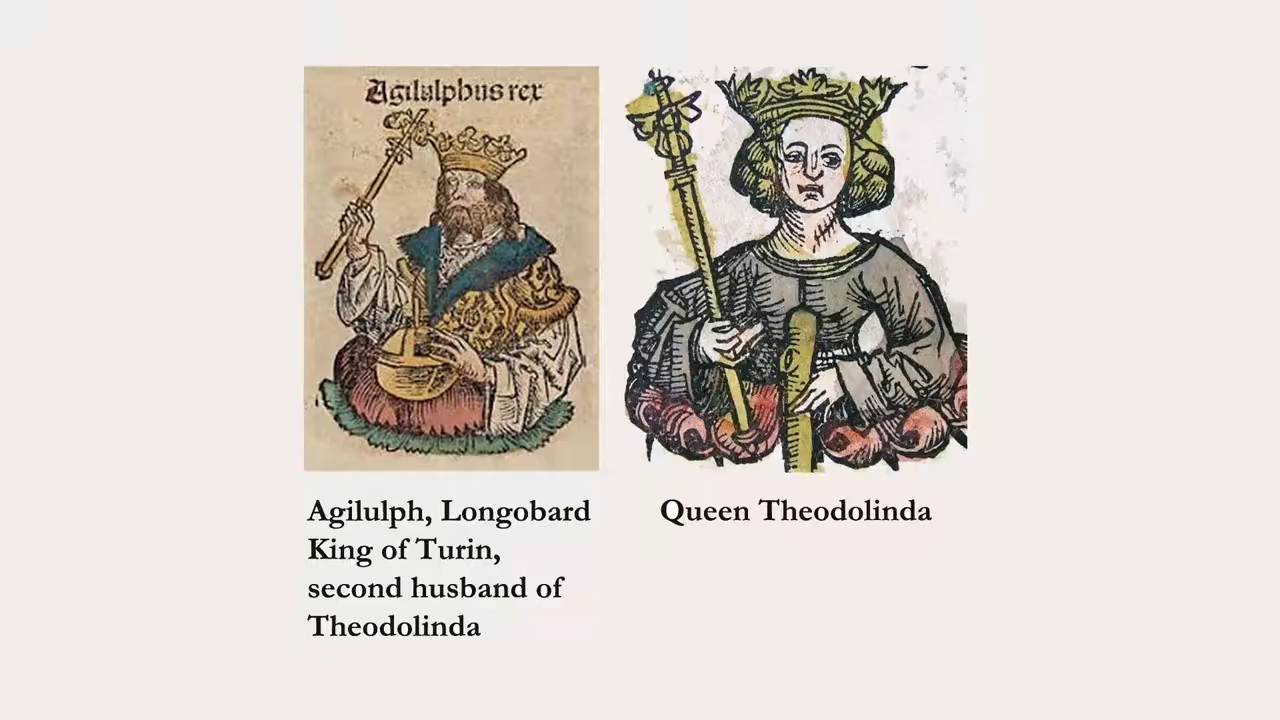 Agilulphus rex
Agilulph, Longobard
King of Turin,
second husband of
Theodolinda
Queen Theodolinda